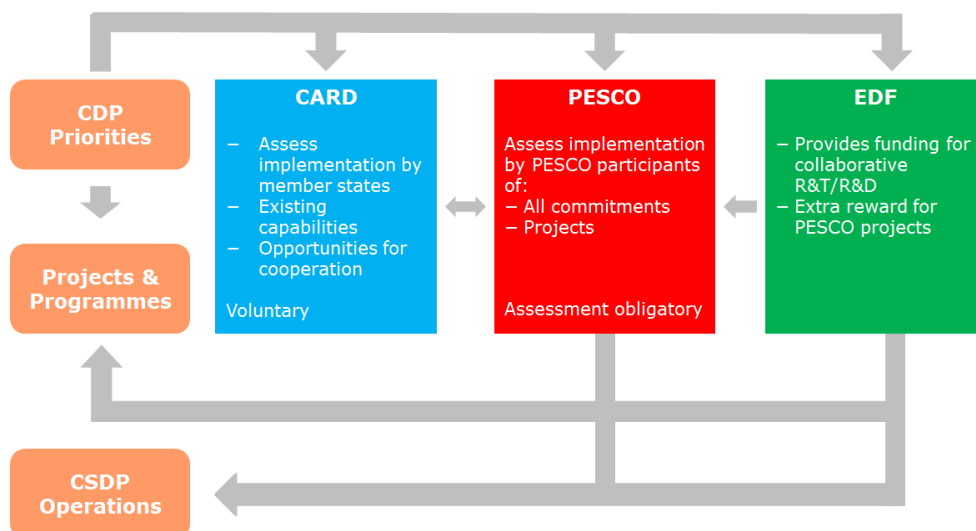 CDP
Priorities
Projects &
Programmes
CSDP
Operations
CARD
– Assess
implementation by
member states
– Existing
capabilities
– Opportunities for
cooperation
Voluntary
PESCO
Assess implementation
by PESCO participants
of:
– All commitments
– Projects
Assessment obligatory
EDF
– Provides funding for
collaborative
R&T/R&D
– Extra reward for
PESCO projects